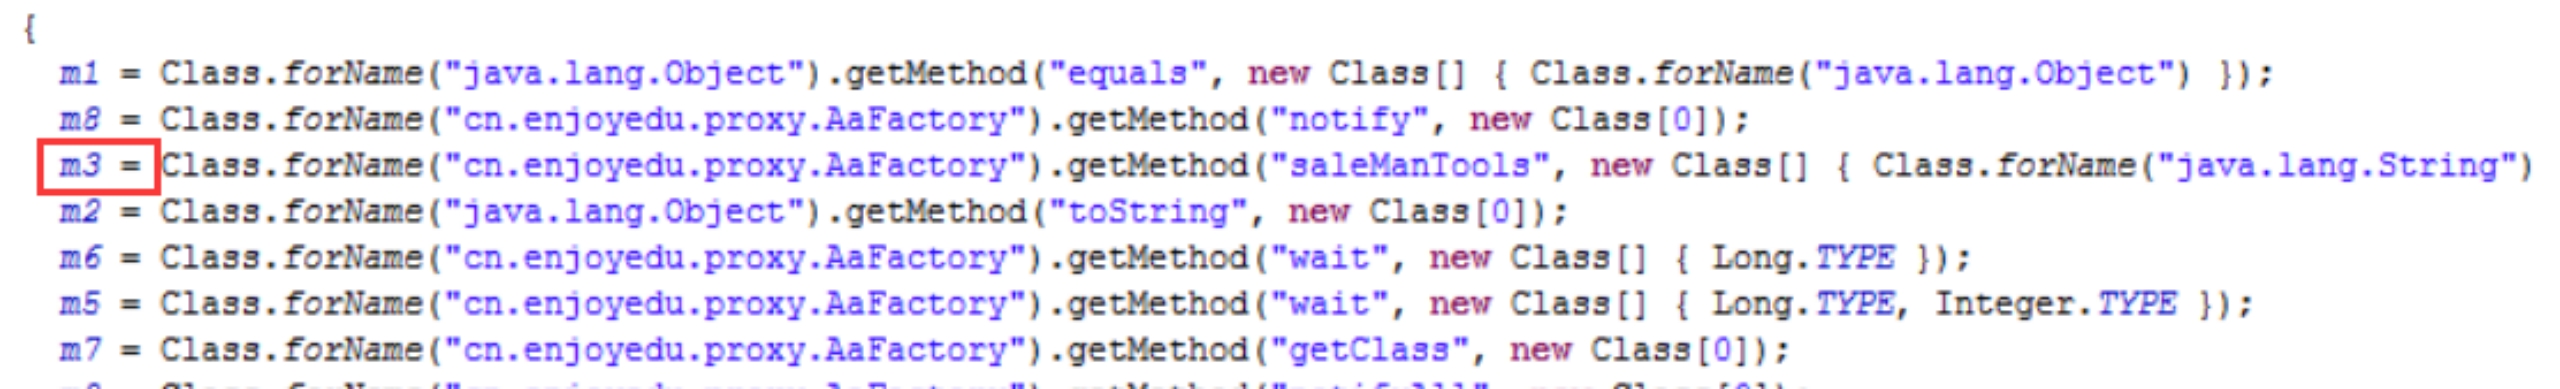 {
m1 = Class.forName("java.lang.Object").getMethod("equals", new Class[] { Class.forName("java.lang.Object") });
m8 = Class.forName("cn.enjoyedu.proxy.AaFactory").getMethod("notify", new Class[0]);
m3 = Class.forName("cn.enjoyedu.proxy.AaFactory").getMethod("saleManTools", new Class[] { Class.forName("java.lang.String")
m2 = Class.forName("java.lang.Object").getMethod("toString", new Class[0]);
m6 = Class.forName("cn.enjoyedu.proxy.AaFactory").getMethod("wait", new Class[] { Long.TYPE });
m5 = Class.forName("cn.enjoyedu.proxy.AaFactory").getMethod("wait", new Class[] { Long.TYPE, Integer.TYPE });
m7 = Class.forName("cn.enjoyedu.proxy.AaFactory").getMethod("getClass", new Class[0]);